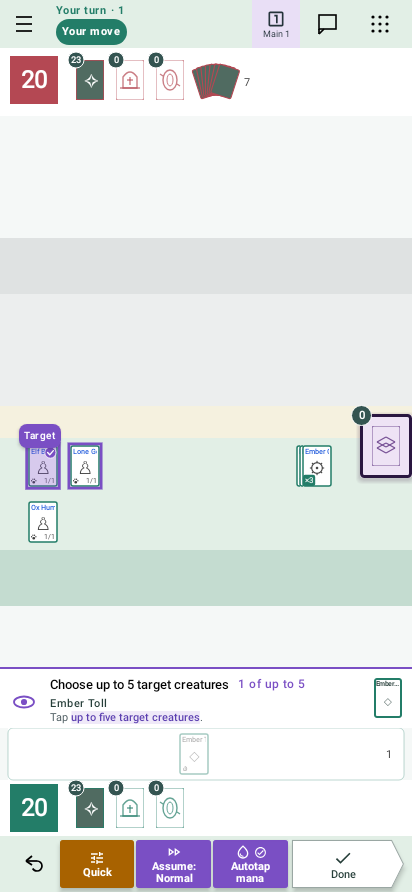 Your turn · 1
Your move
1
Main 1
20
23
0
0
7
0
Target
Elf B
1/1
Lone G
1/1
Ember
×3
Ox Hun
1/1
Choose up to 5 target creatures 1 of up to 5
Ember Toll
Tap up to five target creatures.
Ember...
Ember
1
20
23
0
0
Quick
Assume:
Normal
Autotap
mana
Done